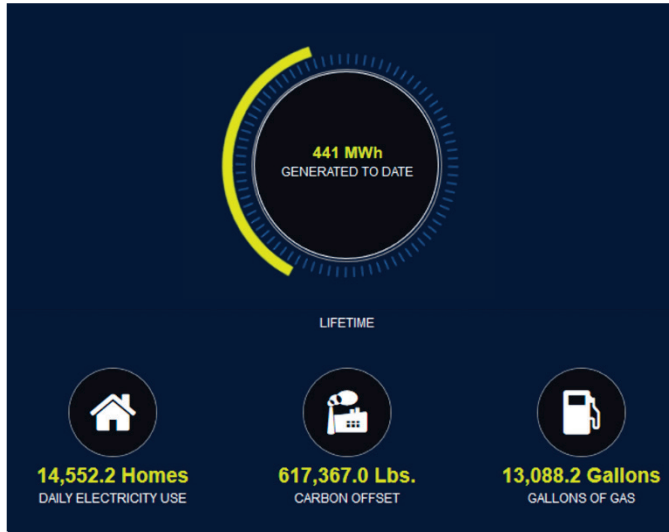 441 MWh
GENERATED TO DATE
LIFETIME
14,552.2 Homes
DAILY ELECTRICITY USE
617,367.0 Lbs.
CARBON OFFSET
13,088.2 Gallons
GALLONS OF GAS